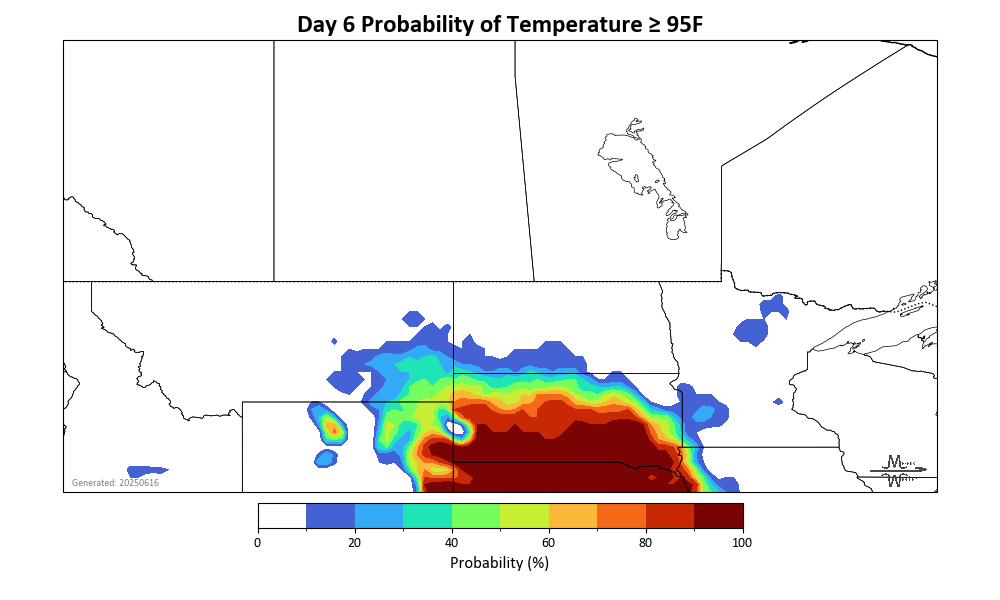 Day 6 Probability of Temperature ≥ 95F
Generated: 20250616
M
W
0 20 40 60 80 100
Probability (%)